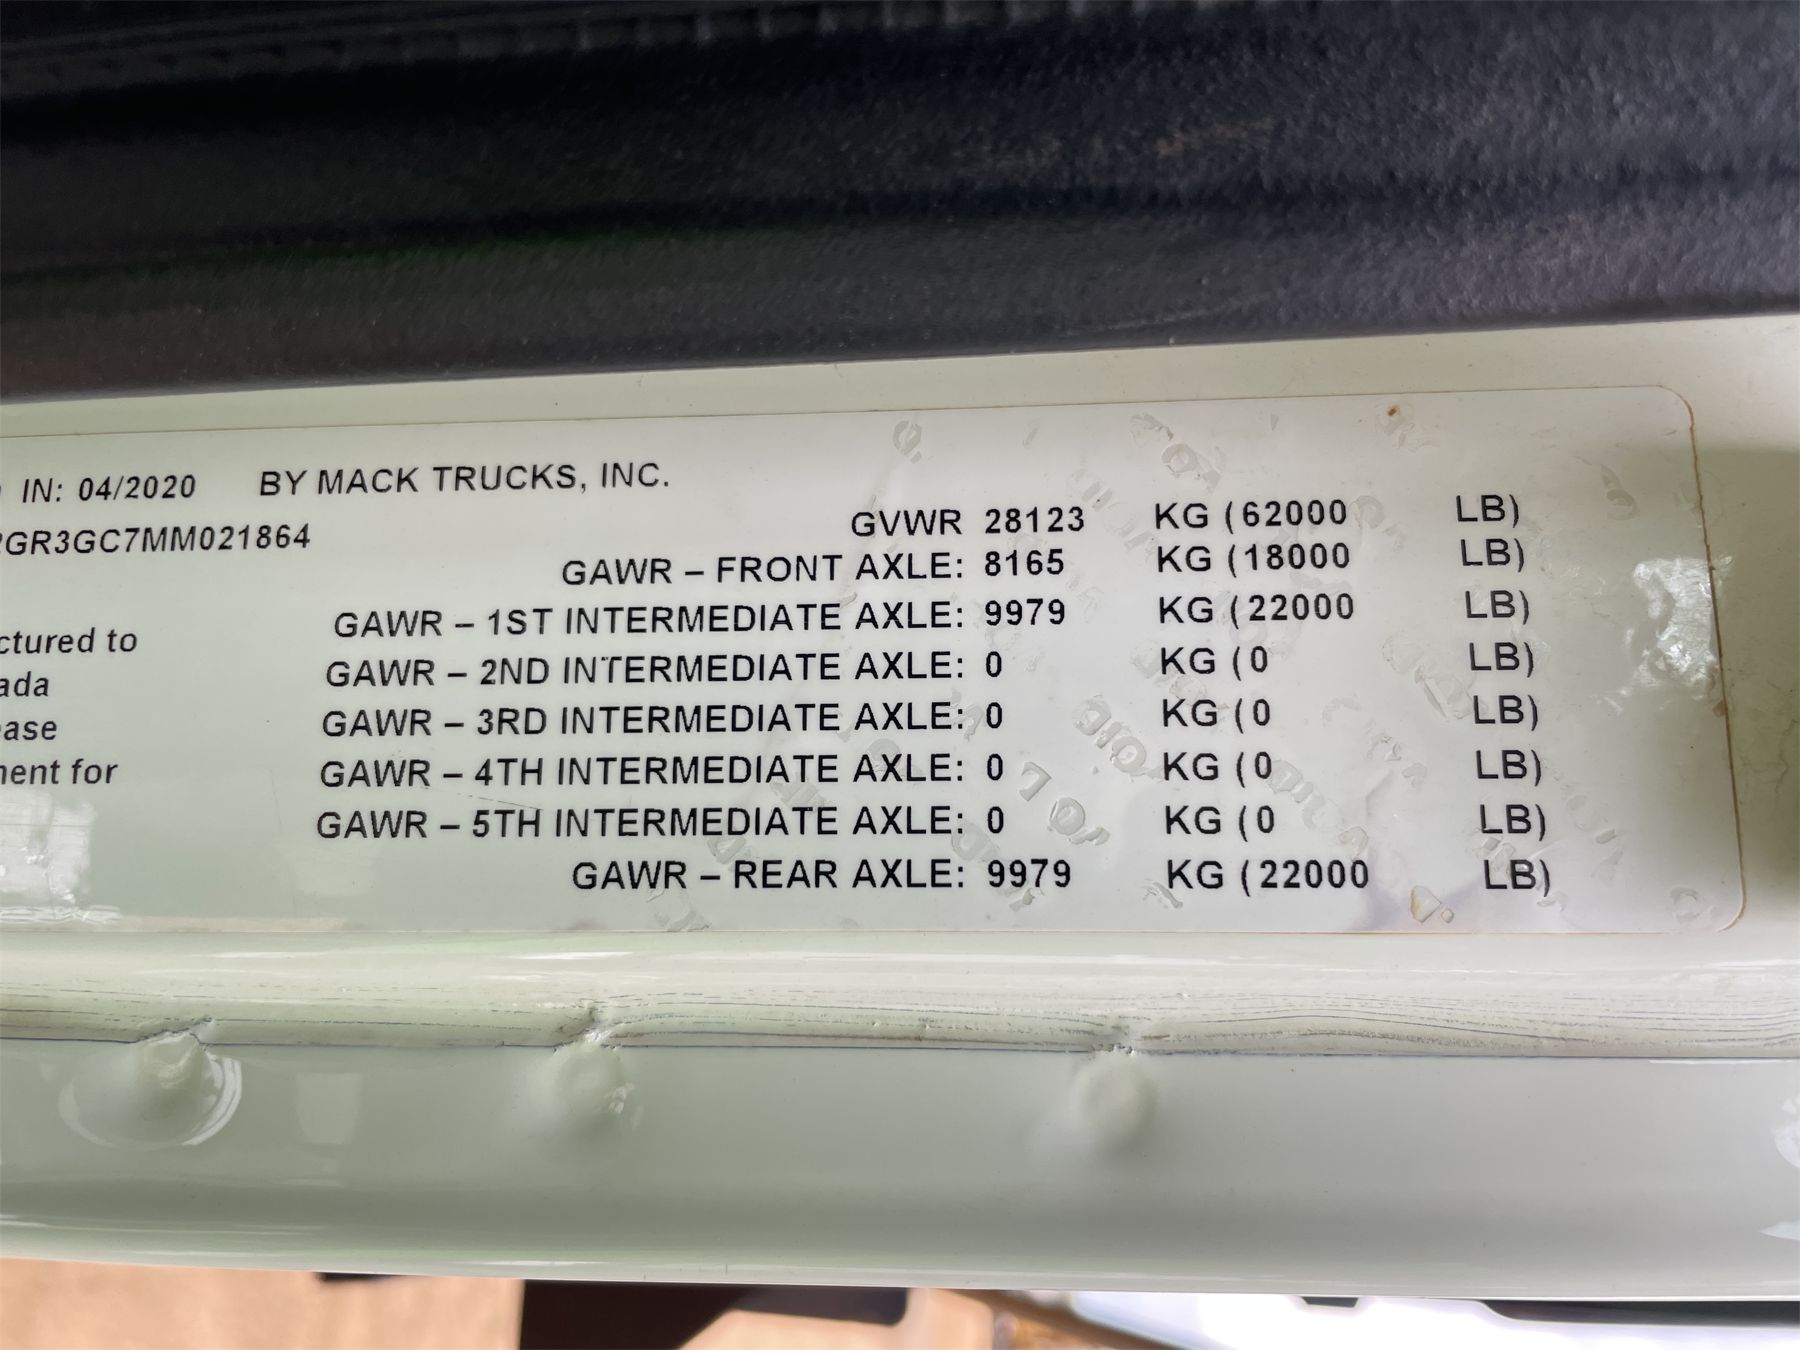 IN: 04/2020 BY MACK TRUCKS, INC.
GR3GC7MM021864
GVWR 28123 KG (62000 LB)
GAWR – FRONT AXLE: 8165 KG (18000 LB)
GAWR – 1ST INTERMEDIATE AXLE: 9979 KG (22000 LB)
GAWR – 2ND INTERMEDIATE AXLE: 0 KG (0 LB)
GAWR – 3RD INTERMEDIATE AXLE: 0 KG (0 LB)
GAWR – 4TH INTERMEDIATE AXLE: 0 KG (0 LB)
GAWR – 5TH INTERMEDIATE AXLE: 0 KG (0 LB)
GAWR – REAR AXLE: 9979 KG (22000 LB)
ctured to
ada
ease
ent for